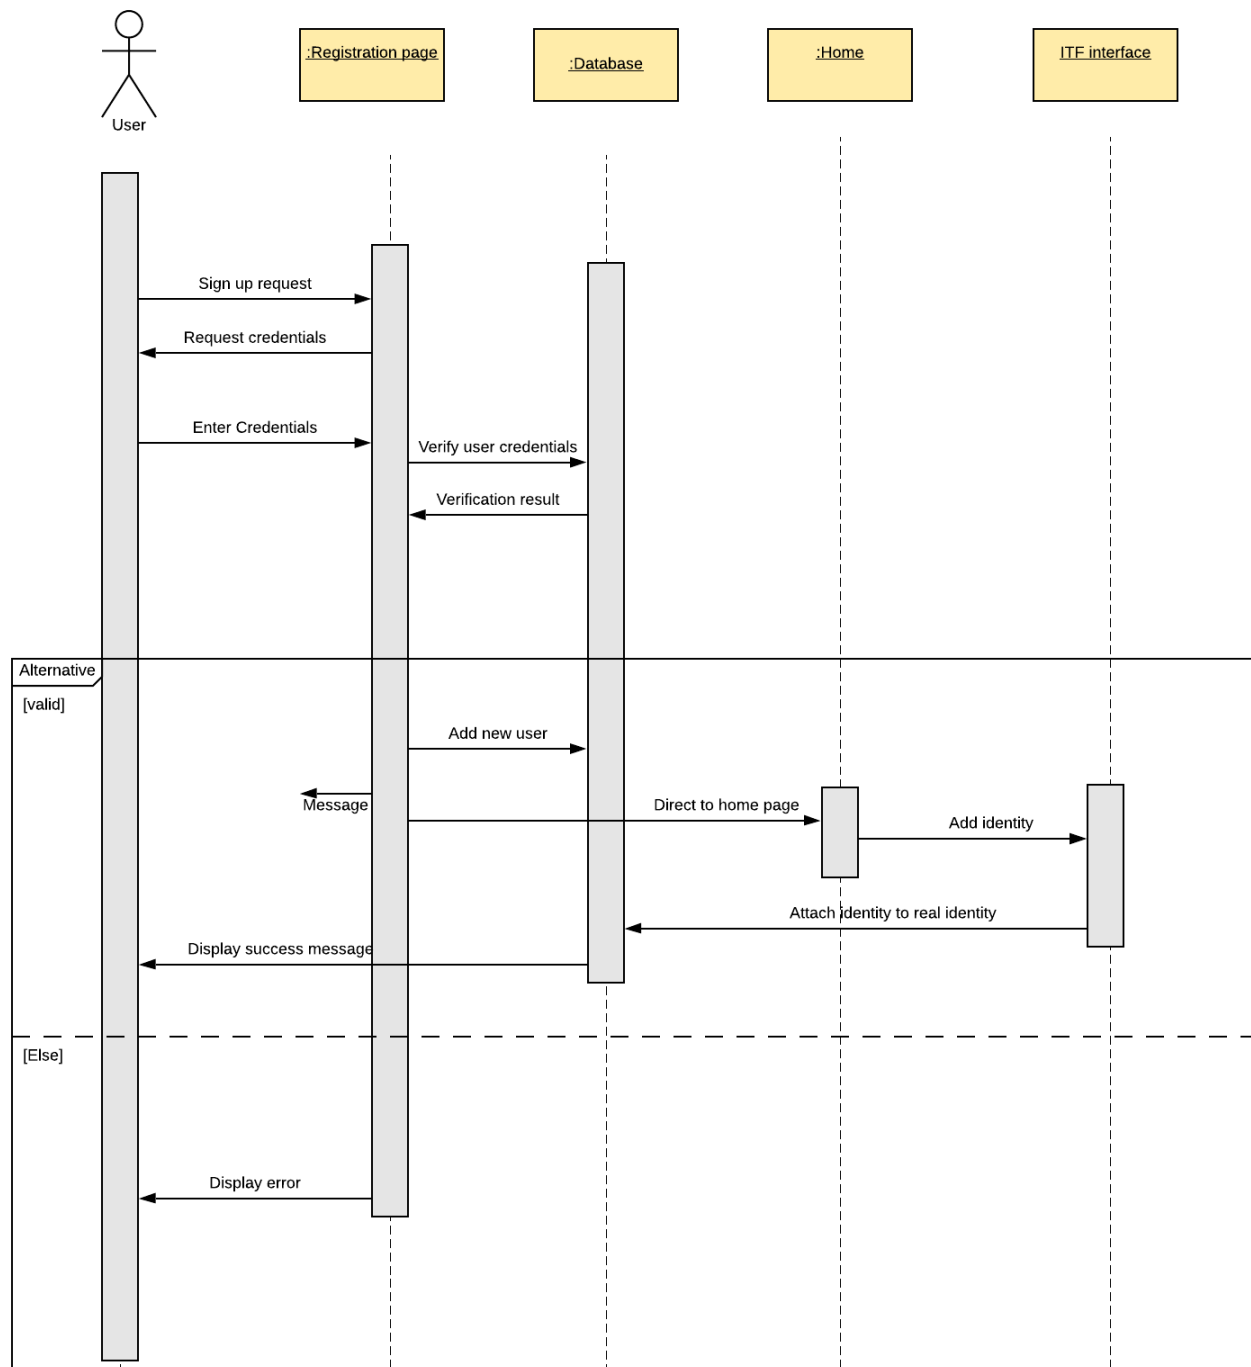 :Registration page
:Database
:Home
ITF interface
User
Sign up request
Request credentials
Enter Credentials
Verify user credentials
Verification result
Alternative
[valid]
Add new user
Message
Direct to home page
Add identity
Attach identity to real identity
Display success message
[Else]
Display error